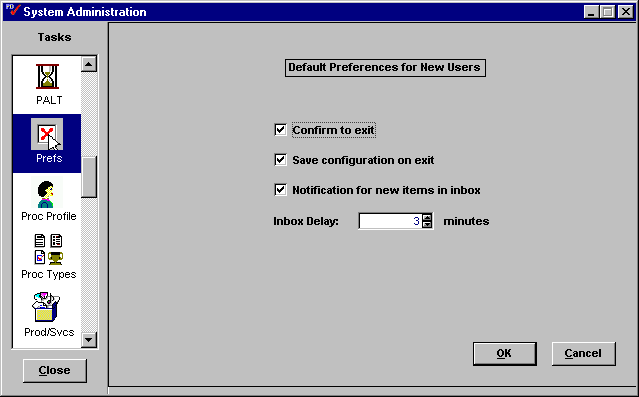 PD System Administration
Tasks
PALT
Prefs
Proc Profile
Proc Types
Prod/Svcs
Close
Default Preferences for New Users
Confirm to exit
Save configuration on exit
Notification for new items in inbox
Inbox Delay: 3 minutes
OK Cancel